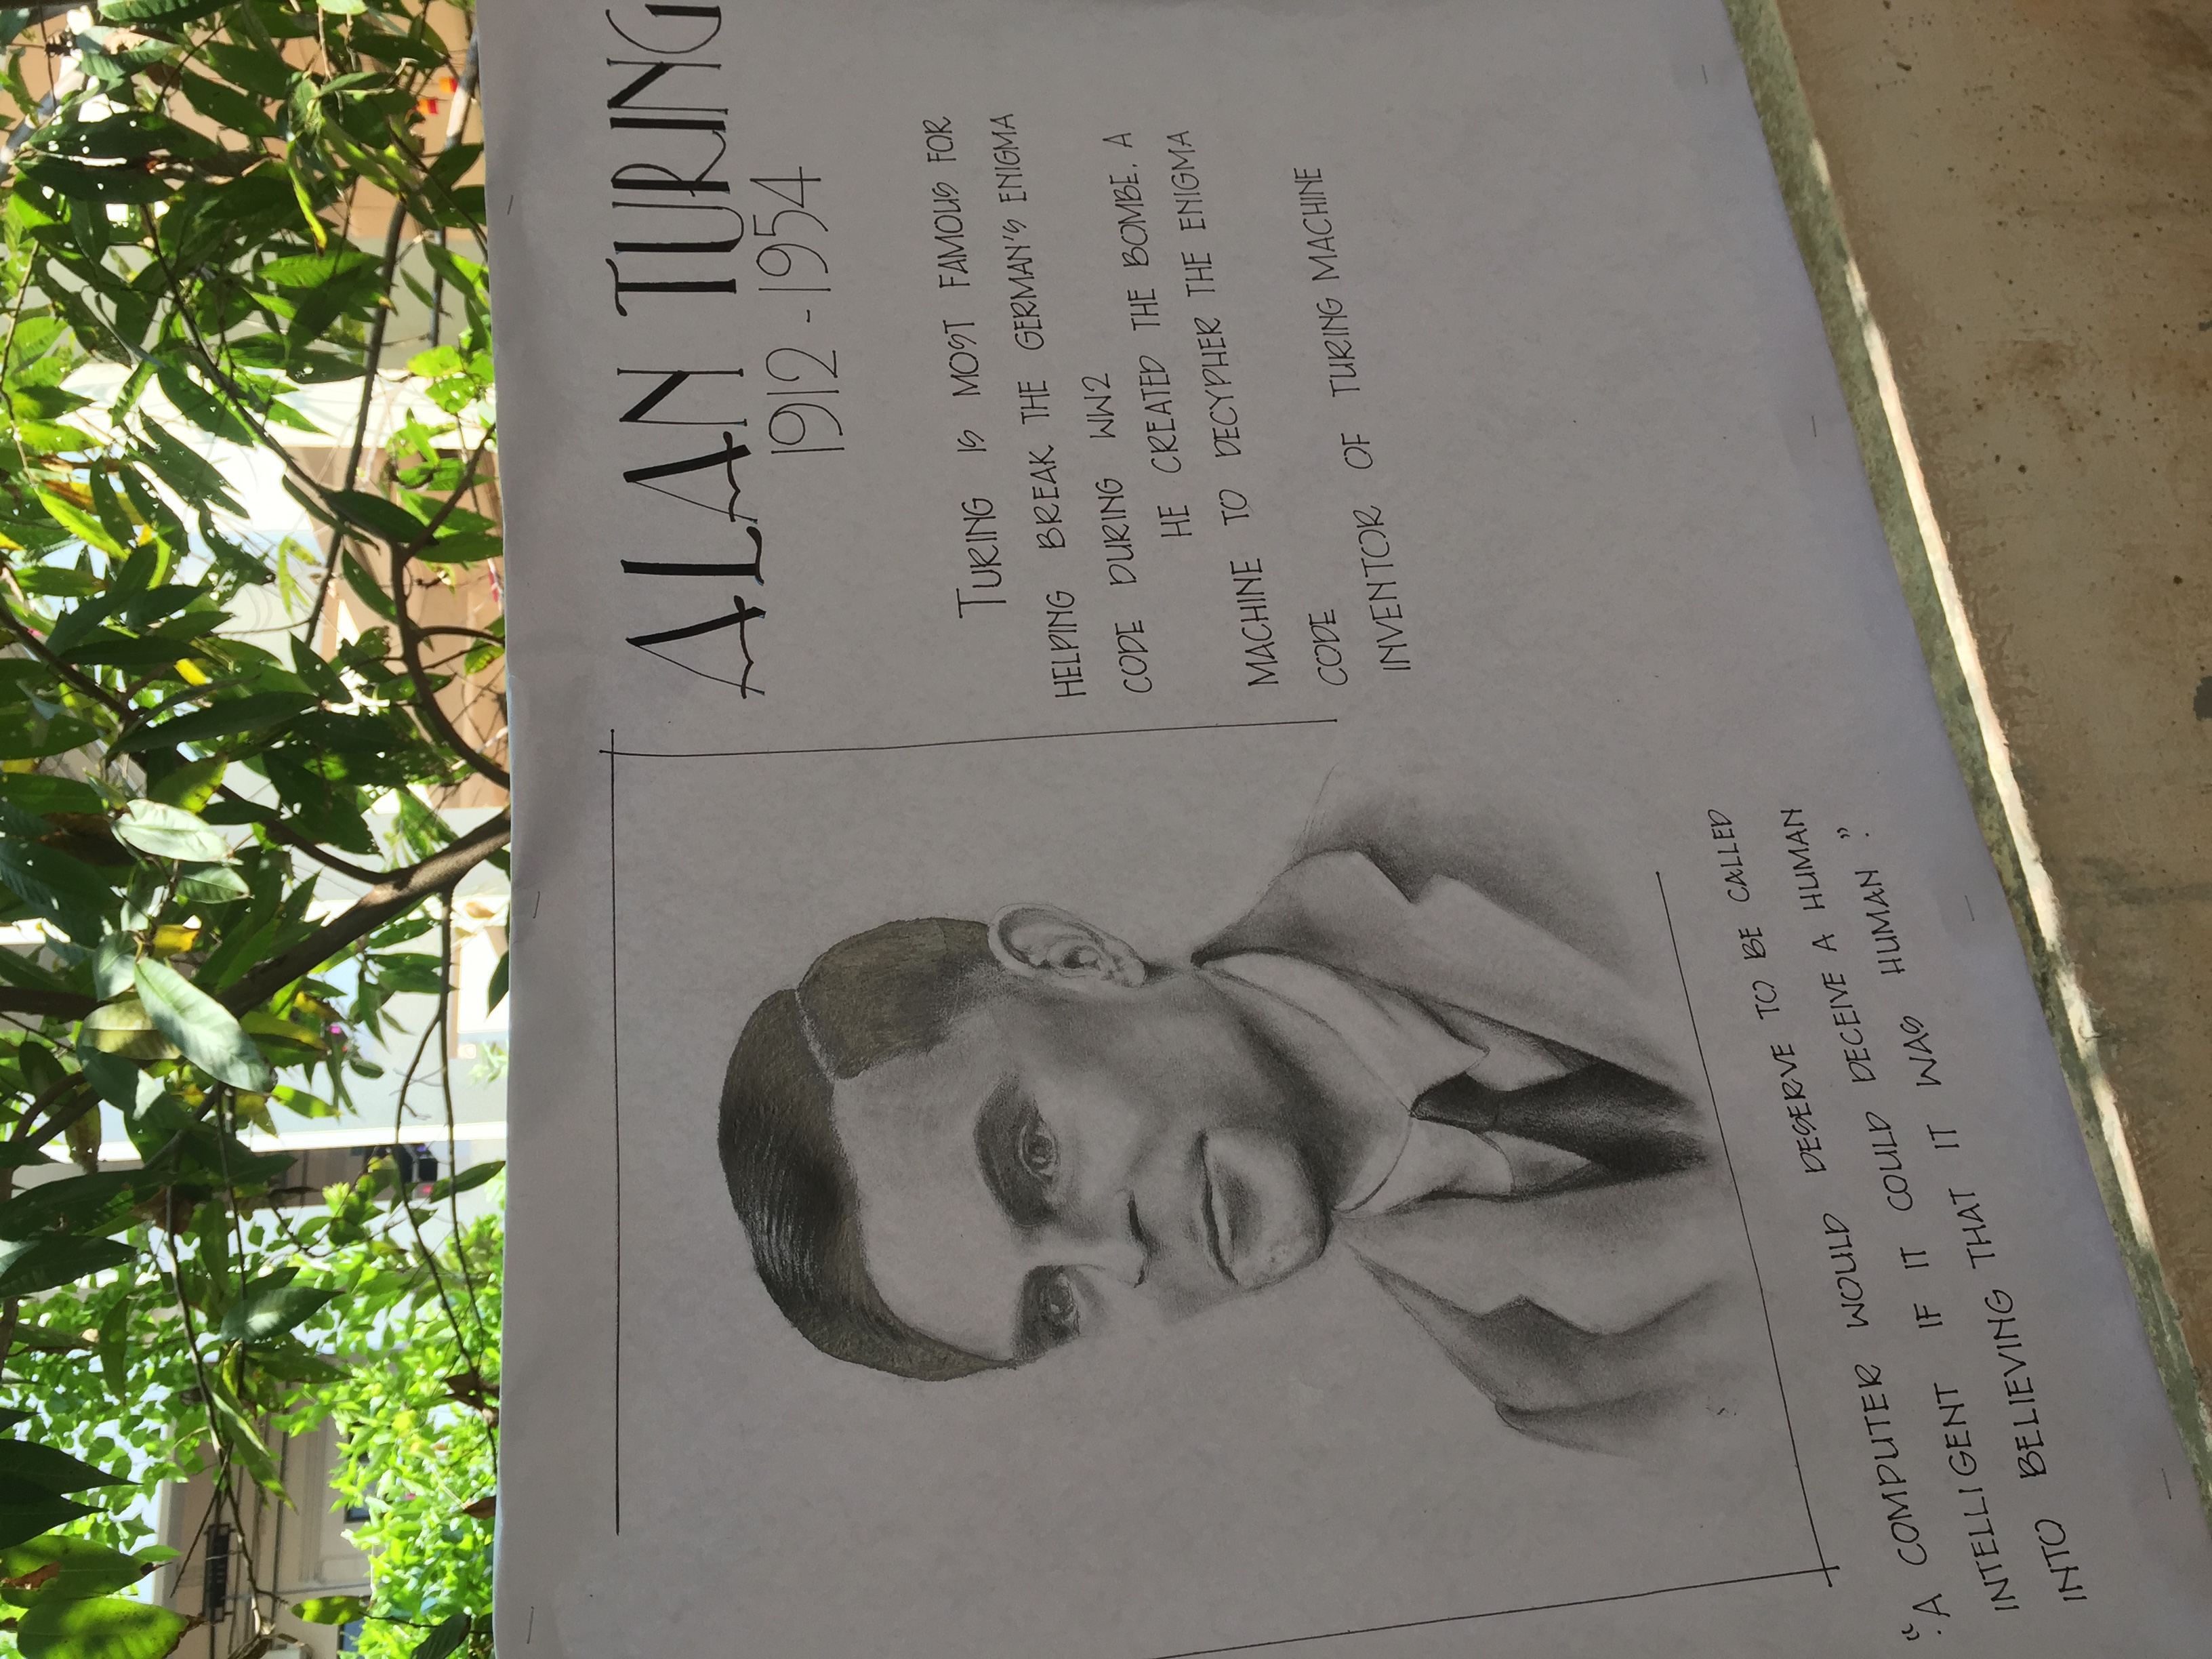 ALAN TURING
1912 - 1954
TURING IS MOST FAMOUS FOR
HELPING BREAK THE GERMAN'S ENIGMA
CODE DURING WW2
HE CREATED THE BOMBE. A
MACHINE TO DECYPHER THE ENIGMA
CODE
INVENTOR OF TURING MACHINE
"A COMPUTER WOULD DESERVE TO BE CALLED
INTELLIGENT IF IT COULD DECEIVE A HUMAN
INTO BELIEVING THAT IT WAS HUMAN."